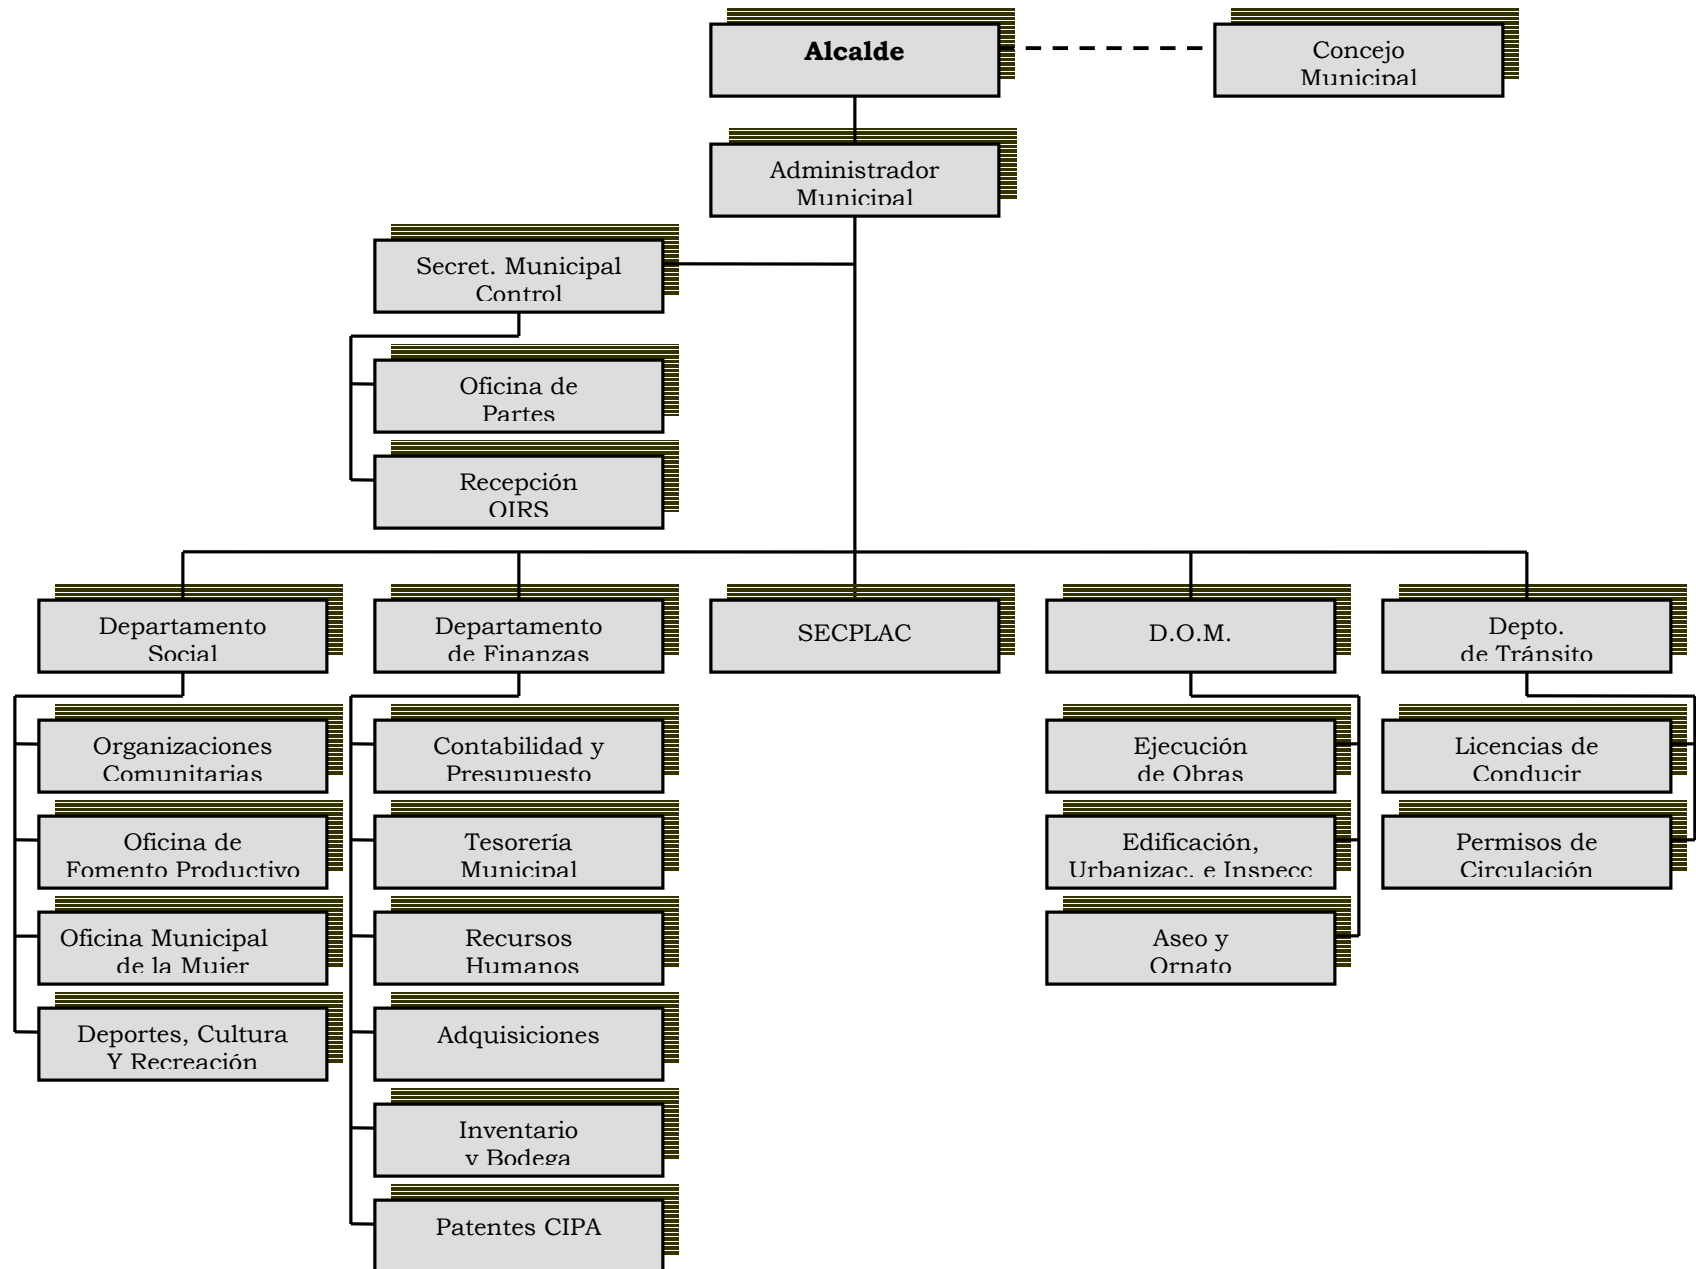 Alcalde
Concejo
Municipal
Administrador
Municipal
Secret. Municipal
Control
Oficina de
Partes
Recepción
OIRS
Departamento
Social
Departamento
de Finanzas
SECPLAC
D.O.M.
Depto.
de Tránsito
Organizaciones
Comunitarias
Contabilidad y
Presupuesto
Ejecución
de Obras
Licencias de
Conducir
Oficina de
Fomento Productivo
Tesorería
Municipal
Edificación,
Urbanizac. e Inspecc
Permisos de
Circulación
Oficina Municipal
de la Mujer
Recursos
Humanos
Aseo y
Ornato
Deportes, Cultura
Y Recreación
Adquisiciones
Inventario
y Bodega
Patentes CIPA